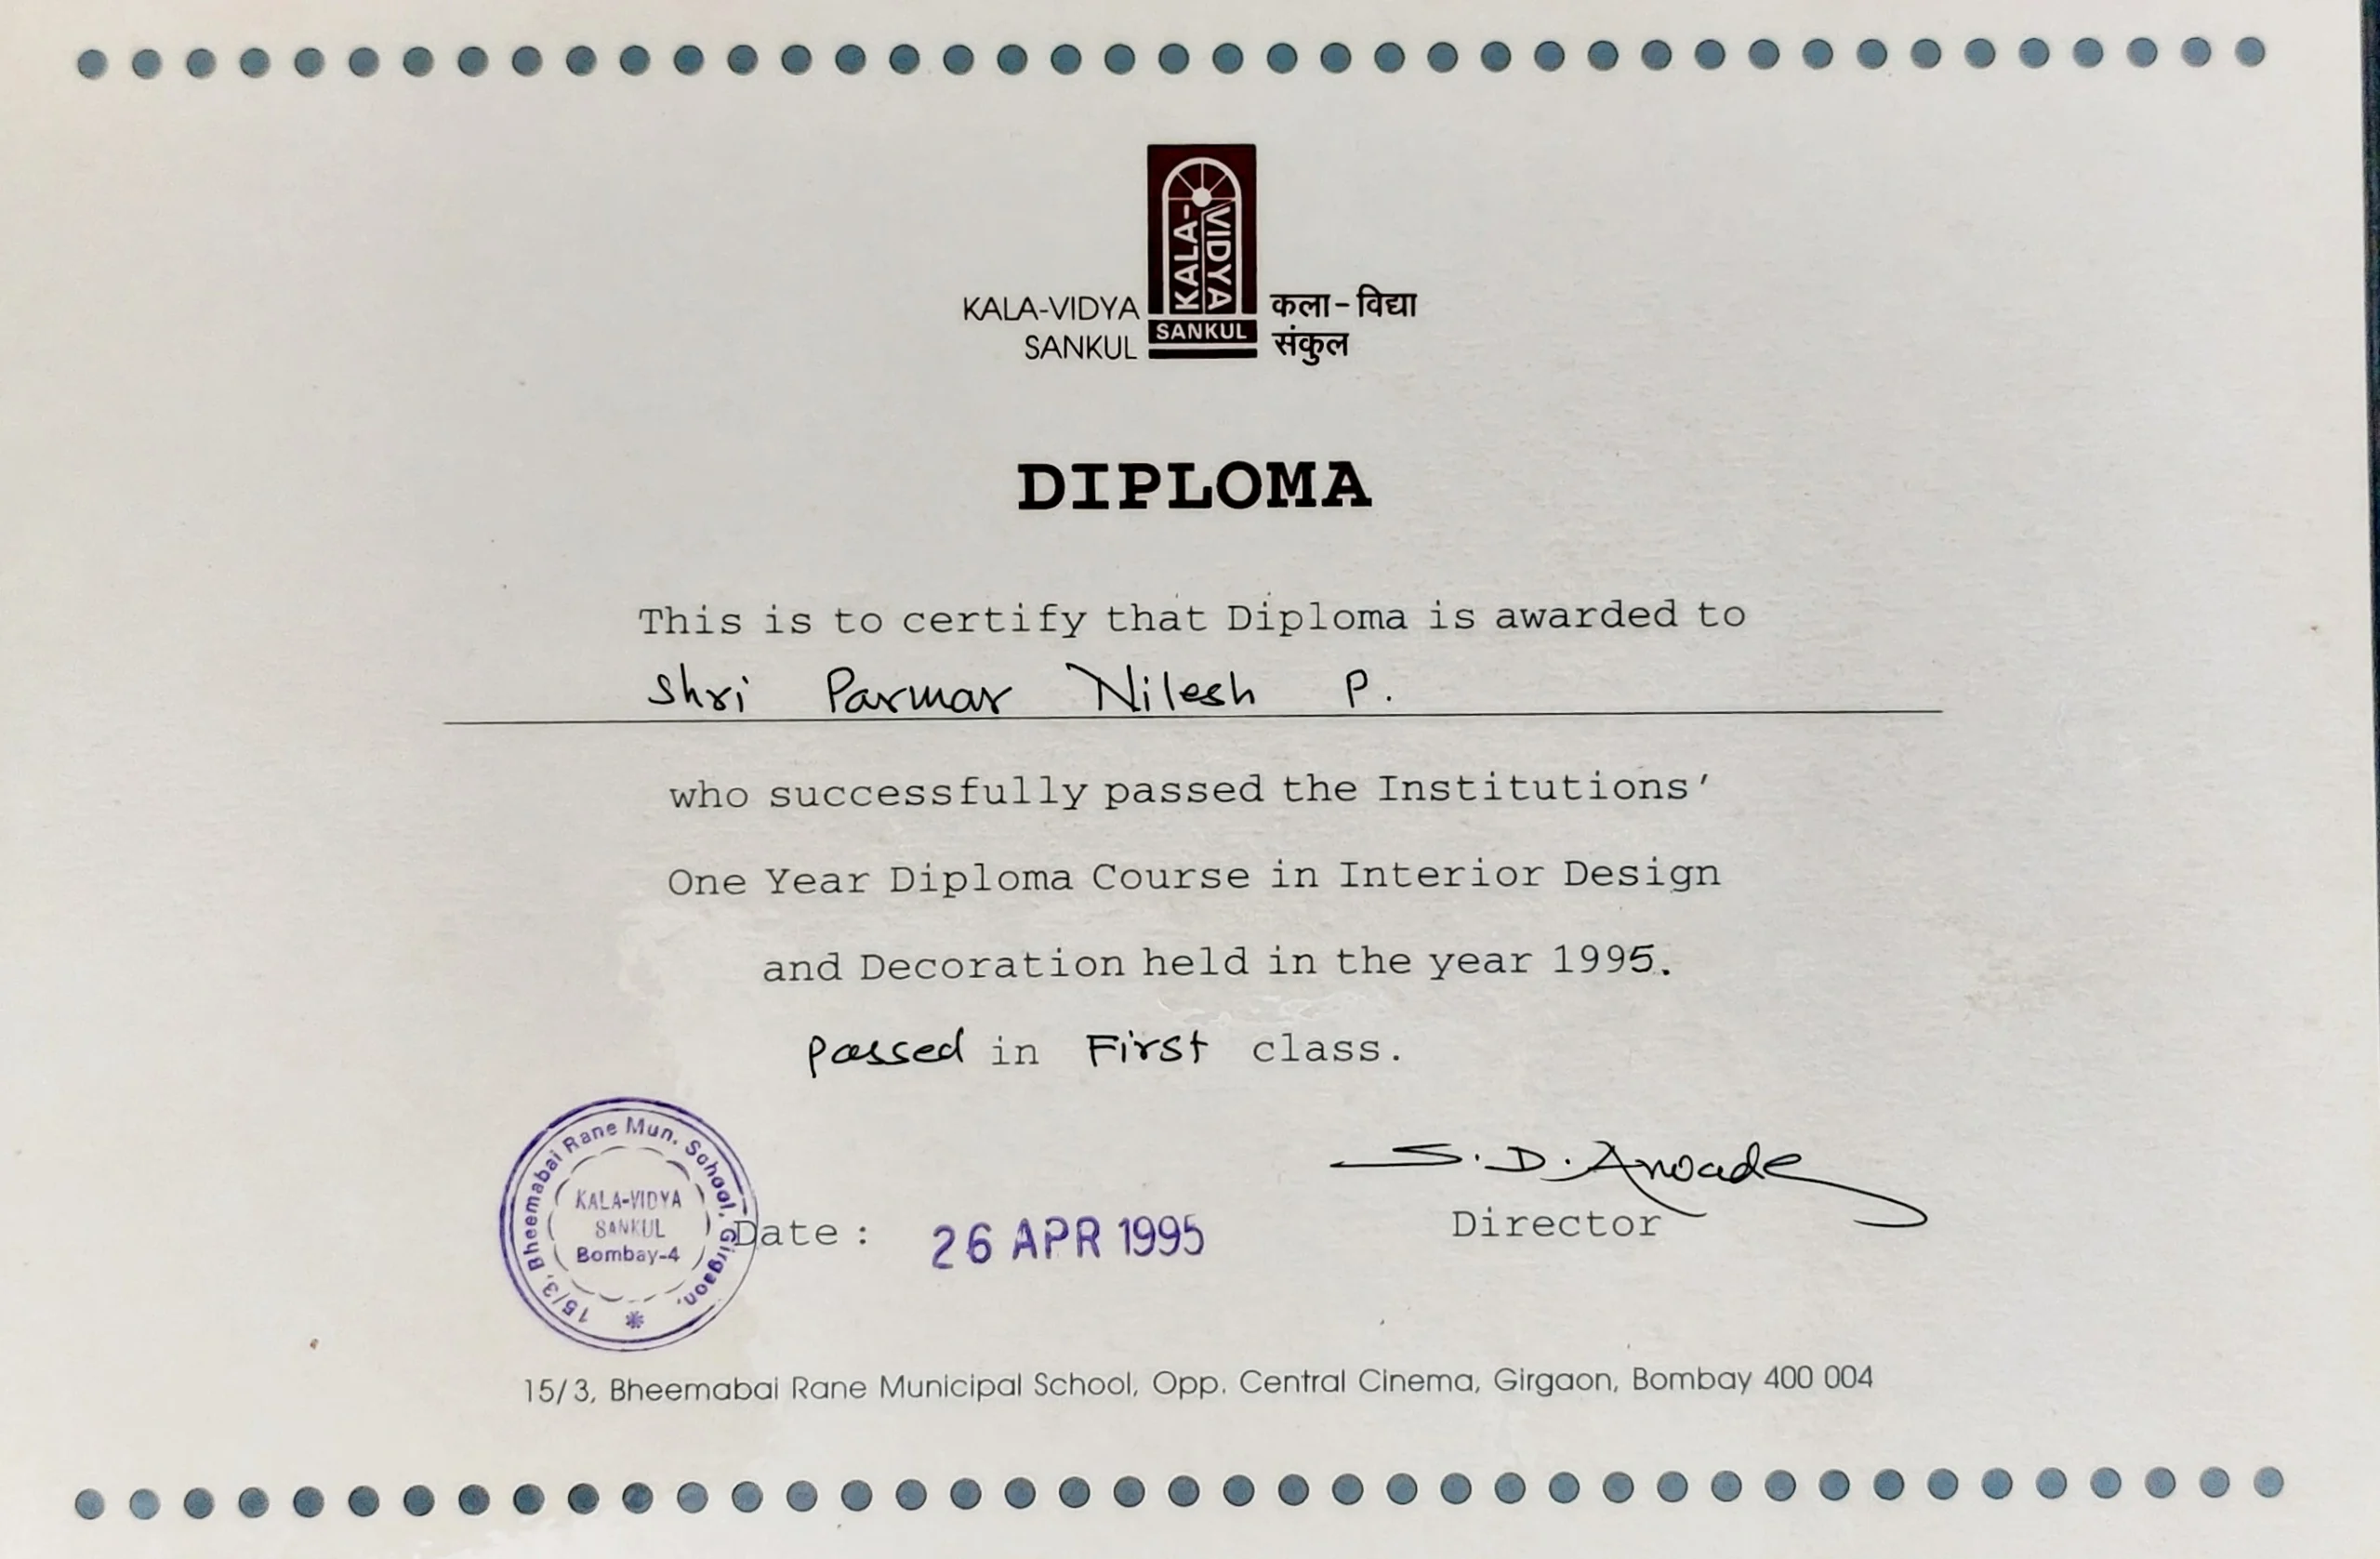 KALA-VIDYA
SANKUL
KALA-
VIDYA
SANKUL
कला-विद्या
संकुल
DIPLOMA
This is to certify that Diploma is awarded to
Shri Parmar Nilesh P.
who successfully passed the Institutions'
One Year Diploma Course in Interior Design
and Decoration held in the year 1995.
passed in First class.
15/3, Bheemabai Rane Mun. School, Girgaon,
KALA-VIDYA
SANKUL
Bombay-4
Date : 26 APR 1995
S. D.
Director
15/3, Bheemabai Rane Municipal School, Opp. Central Cinema, Girgaon, Bombay 400 004